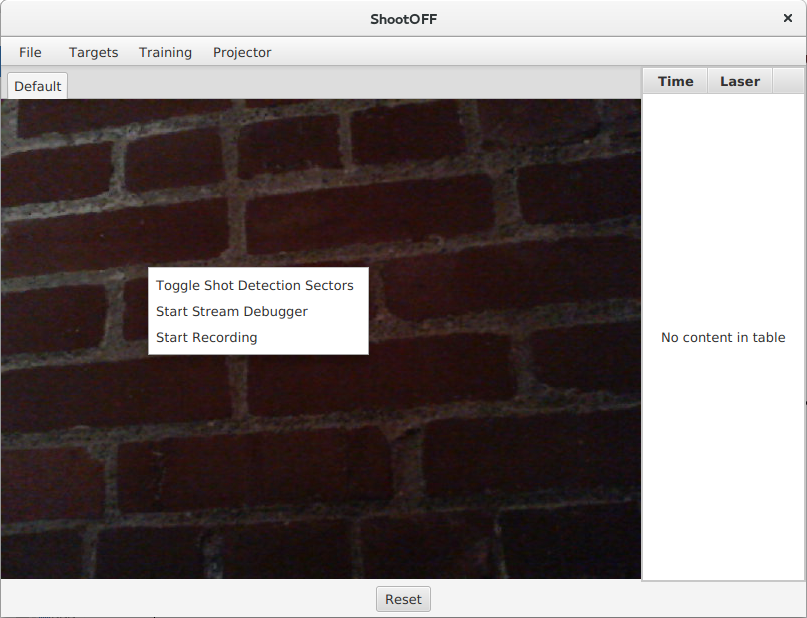 ShootOFF
File Targets Training Projector
Default
Time Laser
Toggle Shot Detection Sectors
Start Stream Debugger
Start Recording
No content in table
Reset